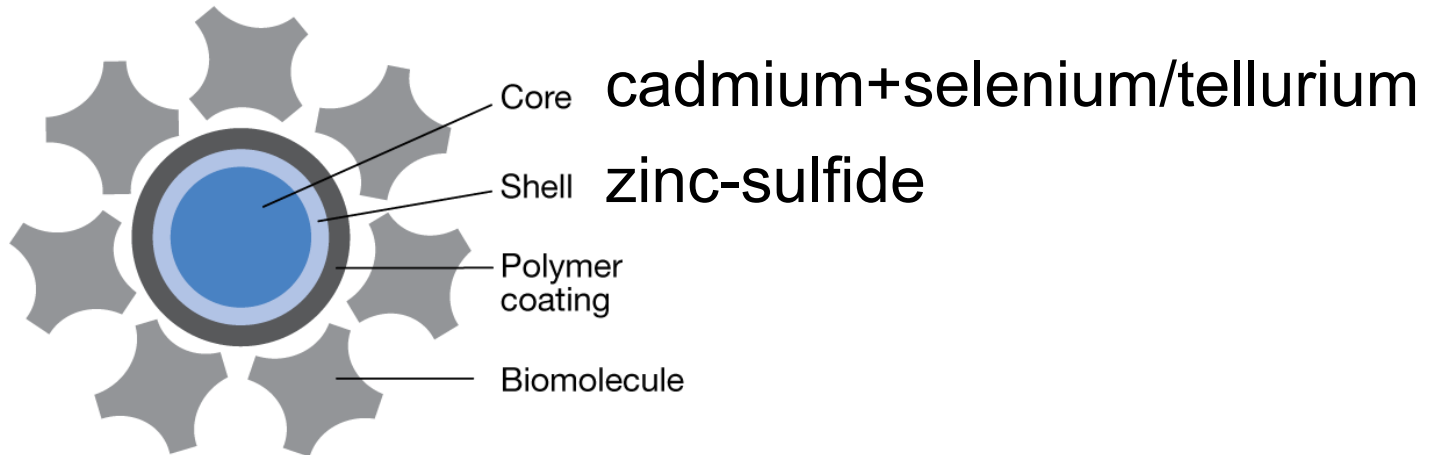 Core cadmium+selenium/tellurium
Shell zinc-sulfide
Polymer
coating
Biomolecule